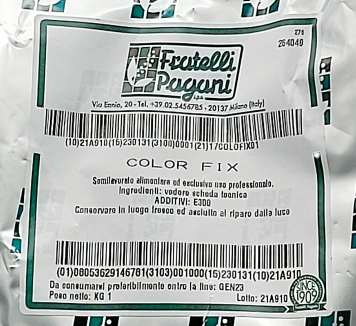 276
264048
Fratelli
Pagani
S.p.A.
Via Ennio, 20 - Tel. +39.02.5456785 - 20137 Milano (Italy)
(10)21A910(15)230131(3100)0001(21)17COLOFIX01
COLOR FIX
Semilavorato alimentare ad esclusivo uso professionale.
Ingredienti: vedere scheda tecnica
ADDITIVI: E300
Conservare in luogo fresco ed asciutto al riparo dalla luce
(01)08053629146781(3103)001000(15)230131(10)21A910
Da consumarsi preferibilmente entro la fine: GEN23
Peso netto: KG 1
Lotto: 21A910
SINCE
1909